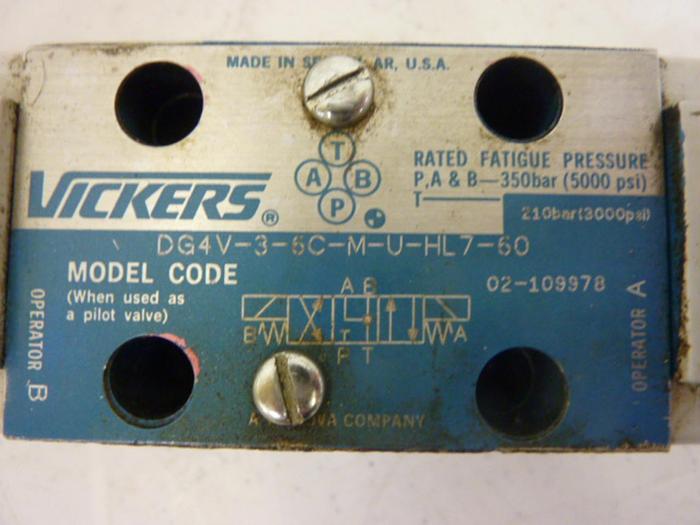 MADE IN AR, U.S.A.
T
A B
P
VICKERS®
RATED FATIGUE PRESSURE
P,A & B—350bar (5000 psi)
T—
210bar(3000psi)
DG4V-3-6C-M-U-HL7-60
MODEL CODE
(When used as
a pilot valve)
02-109978
A B
B A
P T
OPERATOR B
OPERATOR A
A COMPANY